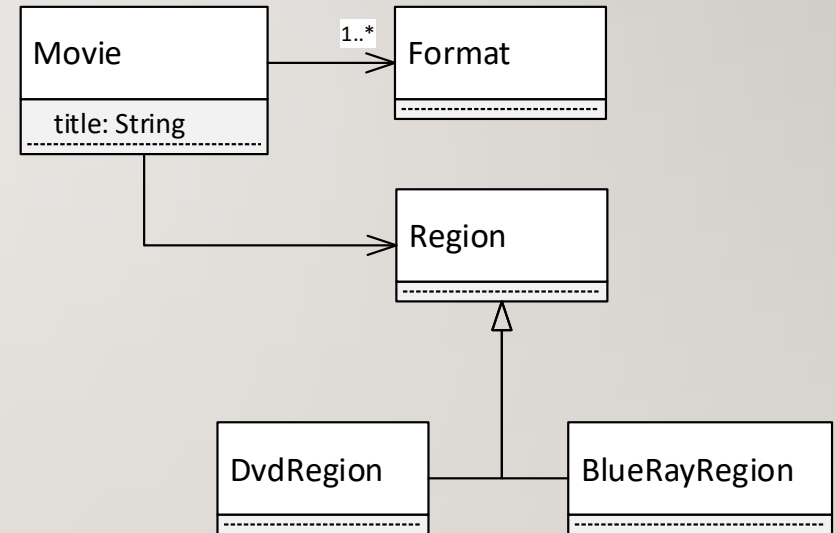 Movie
1..*
Format
title: String
Region
DvdRegion
BlueRayRegion